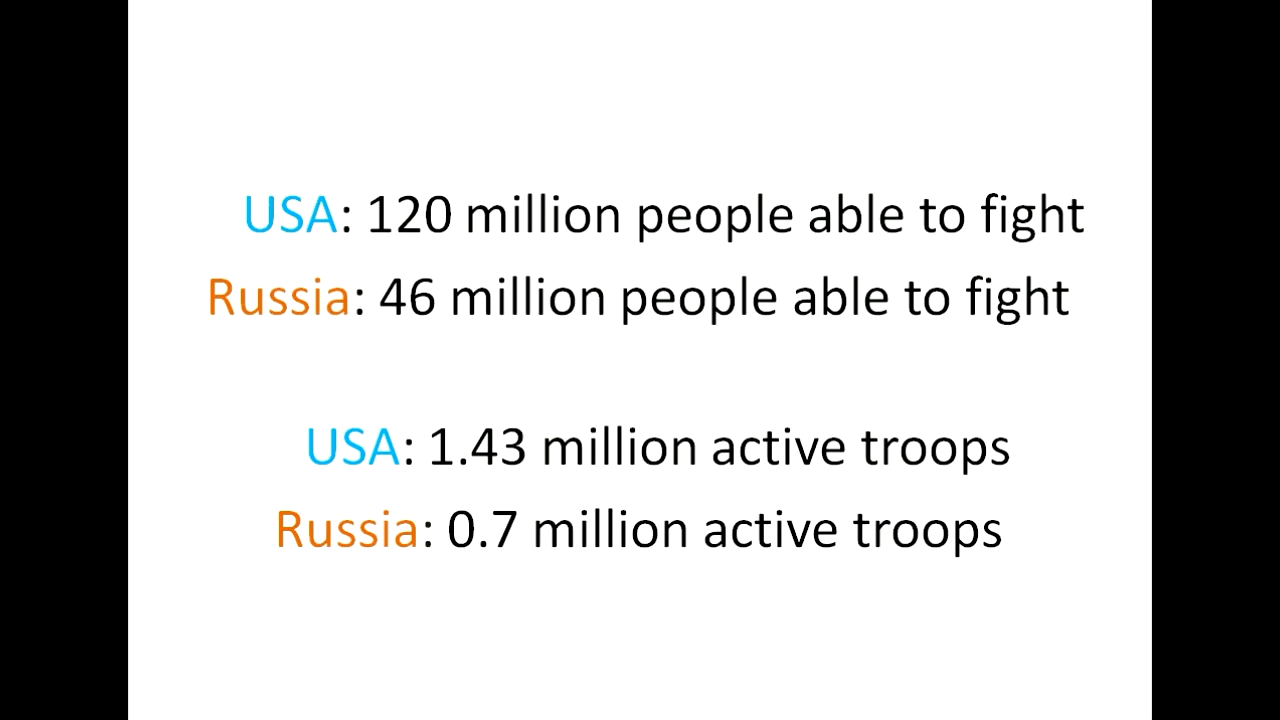 USA: 120 million people able to fight
Russia: 46 million people able to fight
USA: 1.43 million active troops
Russia: 0.7 million active troops